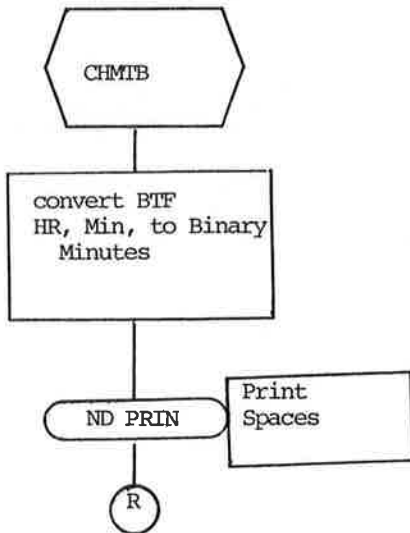 CHMTB
convert BTF
HR, Min, to Binary
Minutes
ND PRIN
Print
Spaces
R